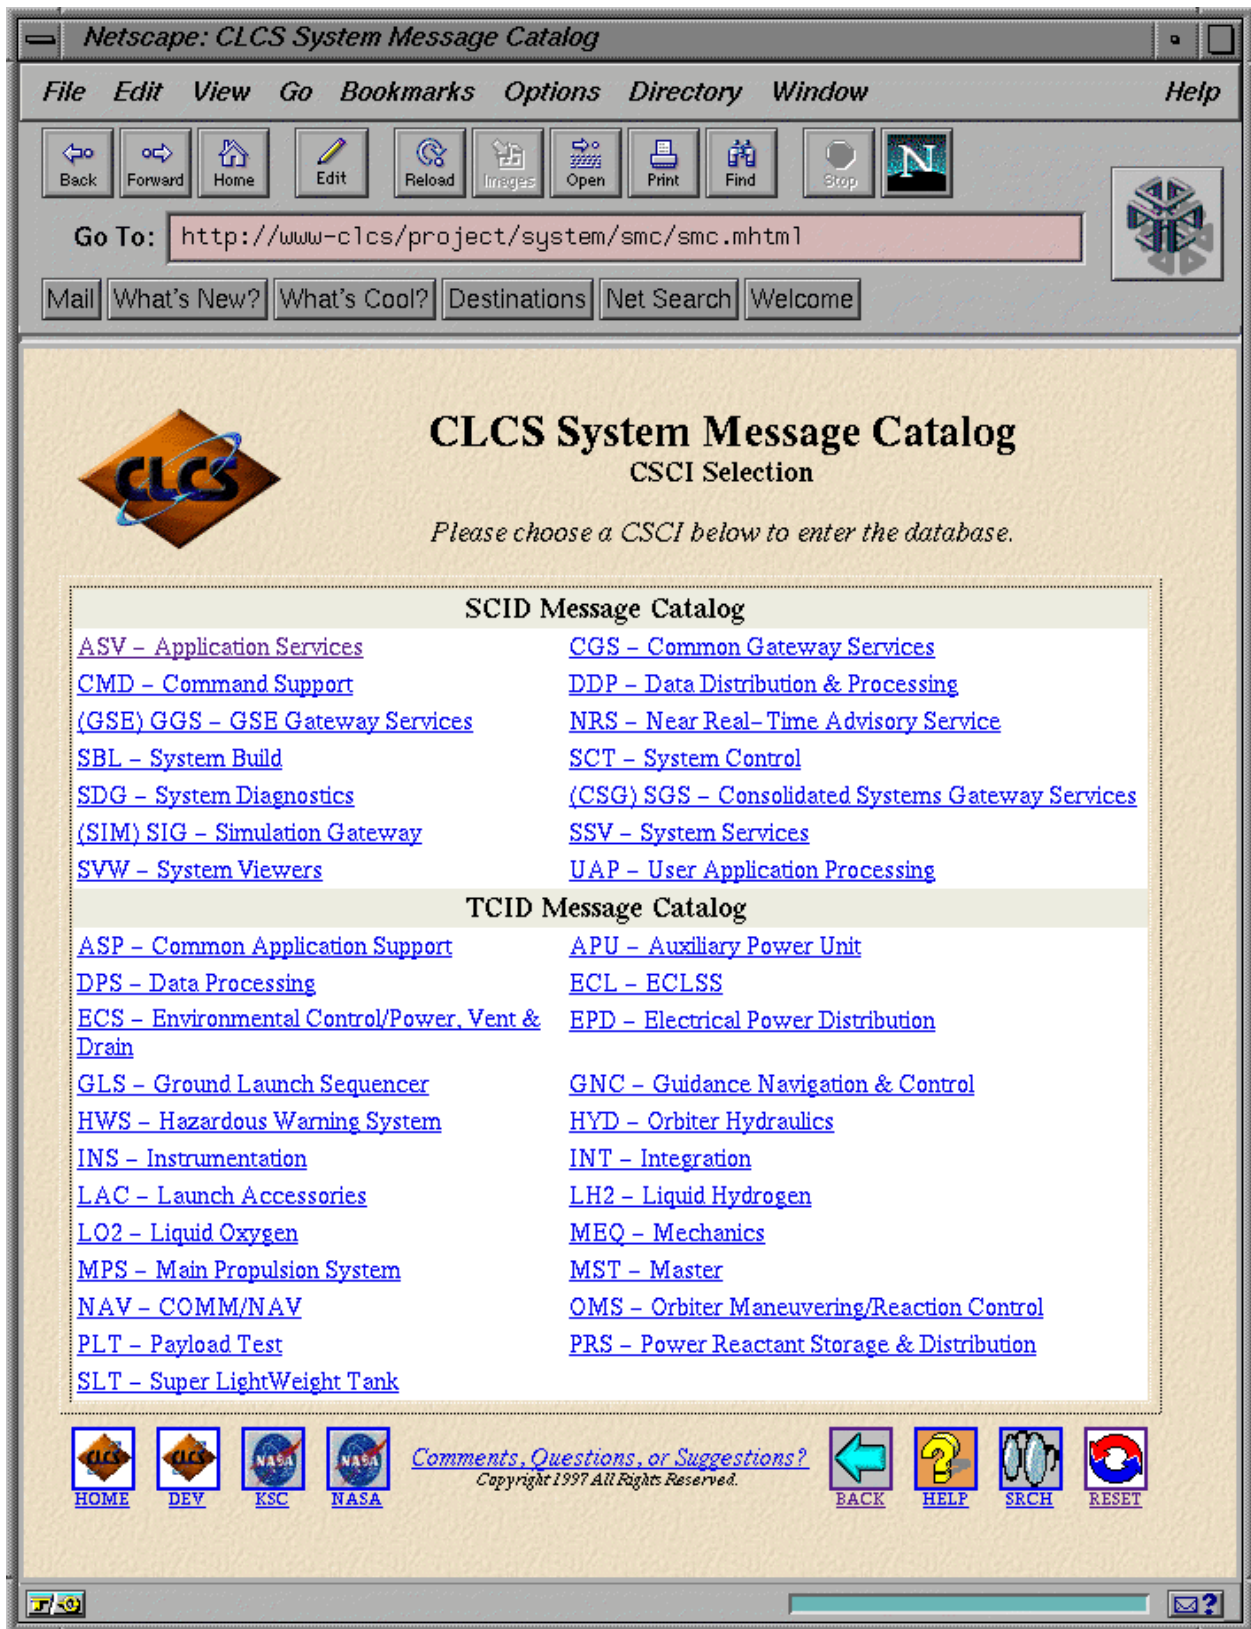 Netscape: CLCS System Message Catalog
File Edit View Go Bookmarks Options Directory Window Help
Back Forward Home Edit Reload Images Open Print Find Stop N
Go To: http://www-clcs/project/system/smc/smc.mhtml
Mail What's New? What's Cool? Destinations Net Search Welcome
CLCS
CLCS System Message Catalog
CSCI Selection
Please choose a CSCI below to enter the database.
SCID Message Catalog
ASV – Application Services CGS – Common Gateway Services
CMD – Command Support DDP – Data Distribution & Processing
(GSE) GGS – GSE Gateway Services NRS – Near Real–Time Advisory Service
SBL – System Build SCT – System Control
SDG – System Diagnostics (CSG) SGS – Consolidated Systems Gateway Services
(SIM) SIG – Simulation Gateway SSV – System Services
SVW – System Viewers UAP – User Application Processing
TCID Message Catalog
ASP – Common Application Support APU – Auxiliary Power Unit
DPS – Data Processing ECL – ECLSS
ECS – Environmental Control/Power, Vent & EPD – Electrical Power Distribution
Drain
GLS – Ground Launch Sequencer GNC – Guidance Navigation & Control
HWS – Hazardous Warning System HYD – Orbiter Hydraulics
INS – Instrumentation INT – Integration
LAC – Launch Accessories LH2 – Liquid Hydrogen
LO2 – Liquid Oxygen MEQ – Mechanics
MPS – Main Propulsion System MST – Master
NAV – COMM/NAV OMS – Orbiter Maneuvering/Reaction Control
PLT – Payload Test PRS – Power Reactant Storage & Distribution
SLT – Super LightWeight Tank
CLCS CLCS NASA NASA Comments, Questions, or Suggestions?
Copyright 1997 All Rights Reserved.
HOME DEV KSC NASA BACK HELP SRCH RESET